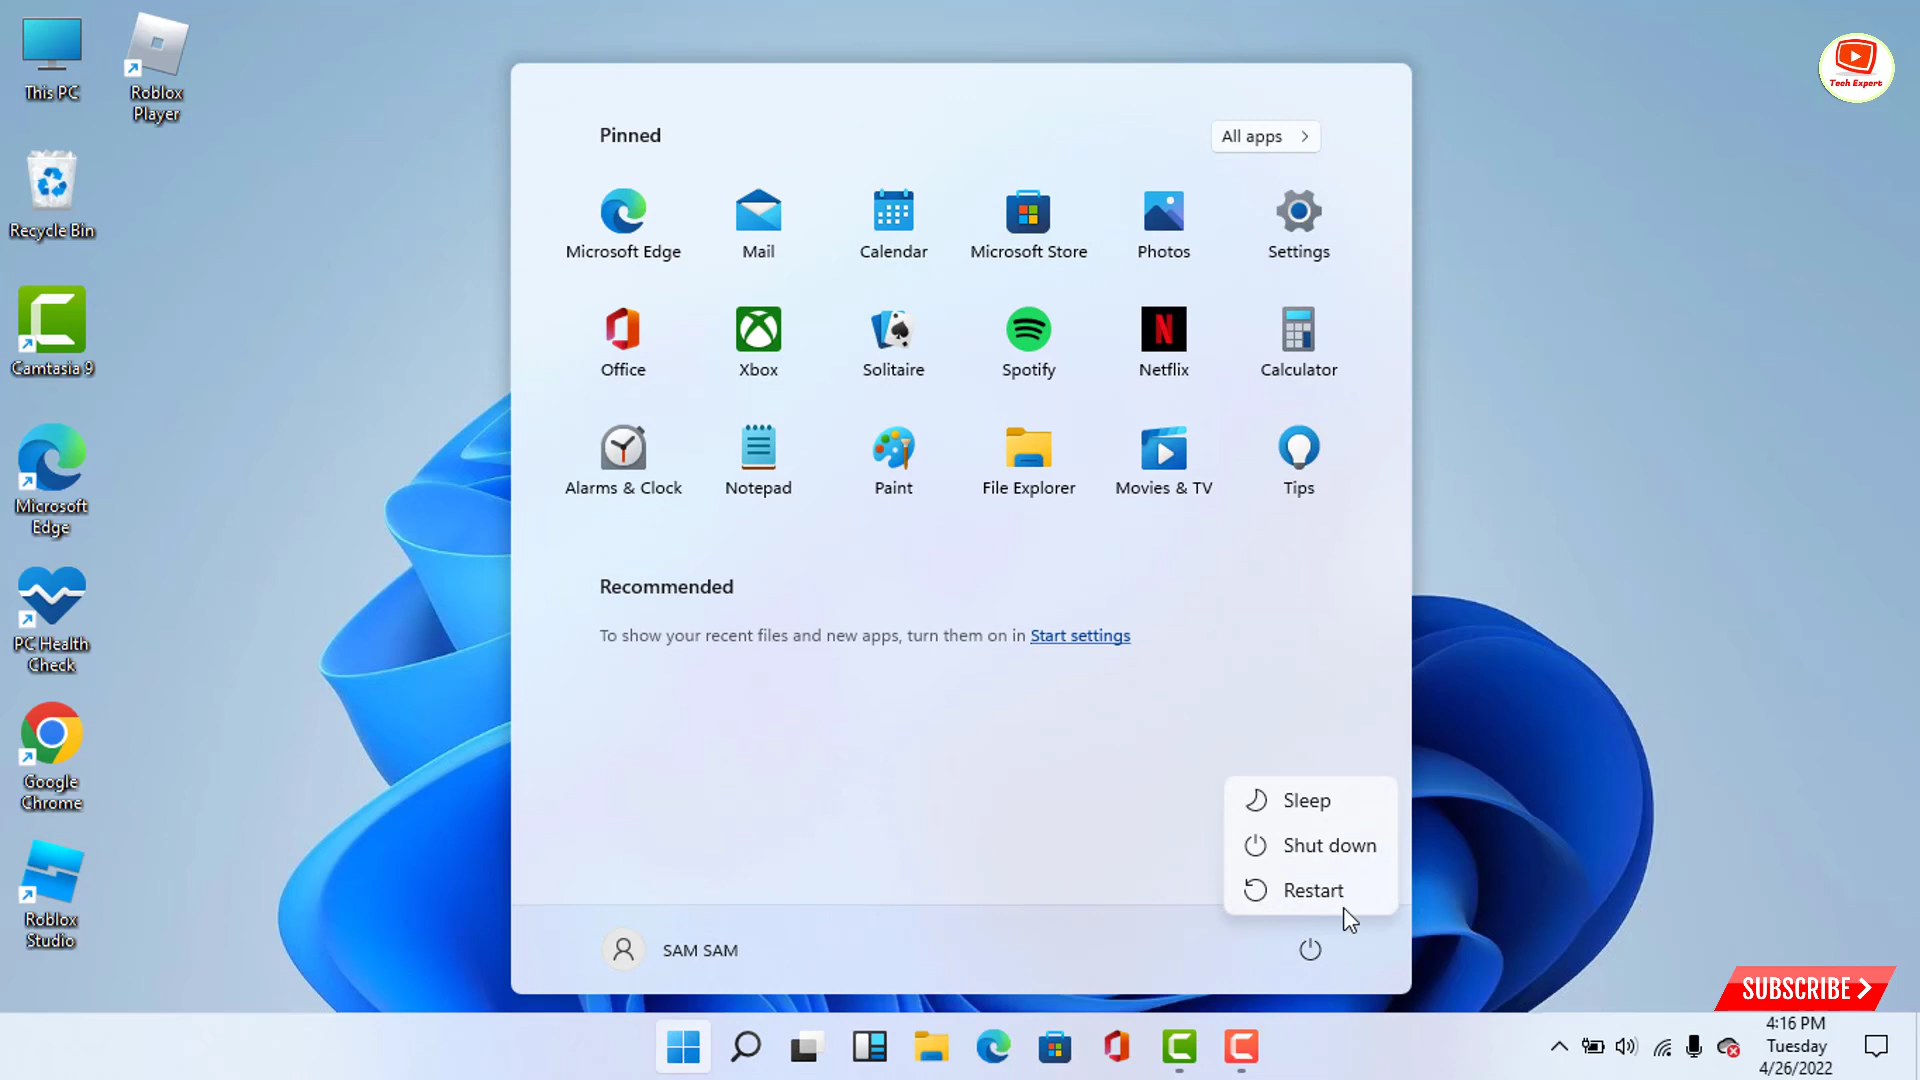 This PC
Roblox
Player
Recycle Bin
Camtasia 9
Microsoft
Edge
PC Health
Check
Google
Chrome
Roblox
Studio
Tech Expert
Pinned
All apps
Microsoft Edge
Mail
Calendar
Microsoft Store
Photos
Settings
Office
Xbox
Solitaire
Spotify
Netflix
Calculator
Alarms & Clock
Notepad
Paint
File Explorer
Movies & TV
Tips
Recommended
To show your recent files and new apps, turn them on in Start settings
Sleep
Shut down
Restart
SAM SAM
SUBSCRIBE
4:16 PM
Tuesday
4/26/2022